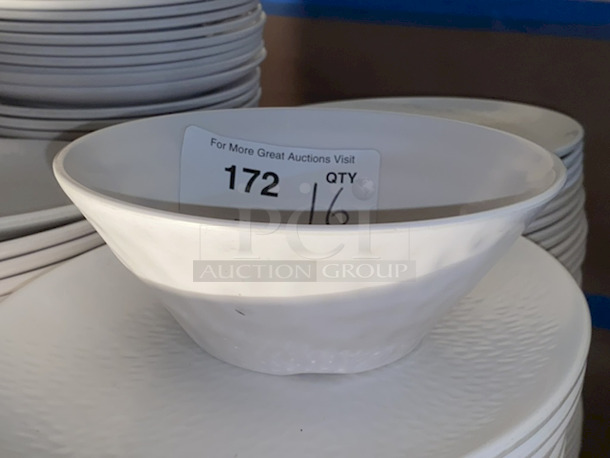 For More Great Auctions Visit
172 QTY 16
PCI
AUCTION GROUP